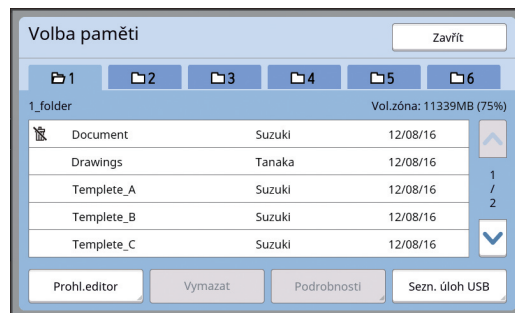 Volba paměti
Zavřít
1 2 3 4 5 6
1_folder Vol.zóna: 11339MB (75%)
Document Suzuki 12/08/16
Drawings Tanaka 12/08/16
Templete_A Suzuki 12/08/16
Templete_B Suzuki 12/08/16
Templete_C Suzuki 12/08/16
1
/
2
Prohl.editor Vymazat Podrobnosti Sezn. úloh USB